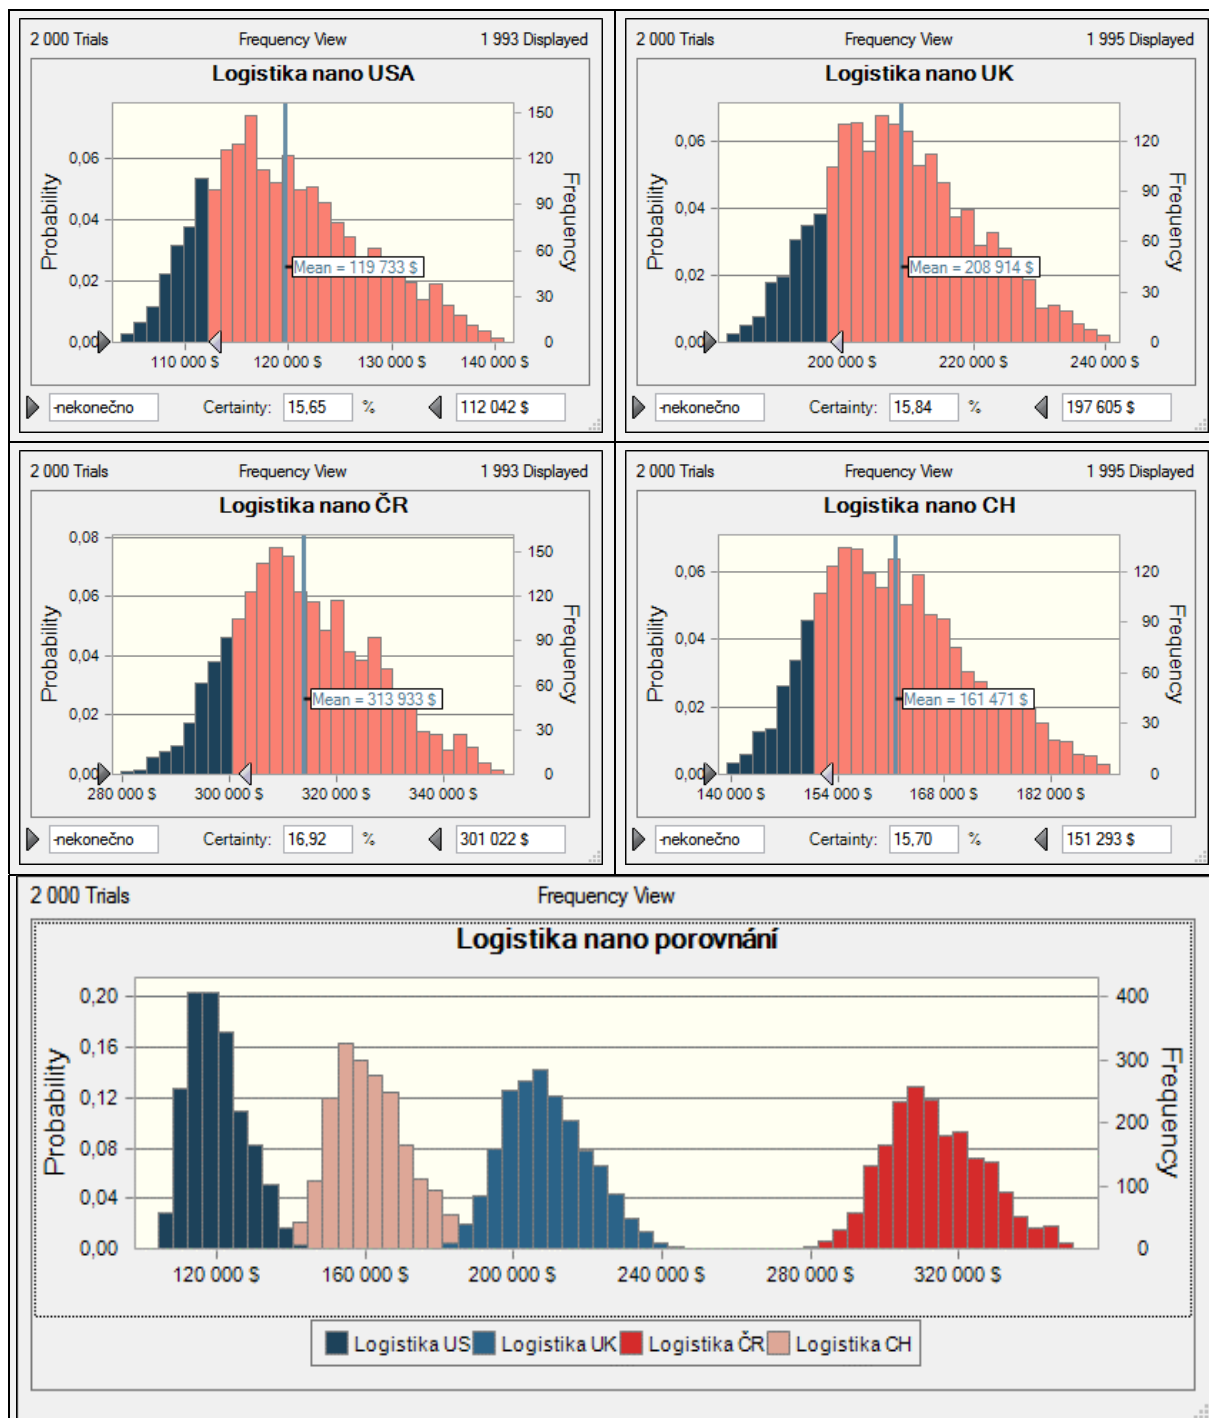 2 000 Trials Frequency View 1 993 Displayed
Logistika nano USA
Probability
0,06
0,04
0,02
0,00
150
120
90
60
30
0
Frequency
Mean = 119 733 $
110 000 $ 120 000 $ 130 000 $ 140 000 $
-nekonečno Certainty: 15,65 % 112 042 $
2 000 Trials Frequency View 1 995 Displayed
Logistika nano UK
Probability
0,06
0,04
0,02
0,00
120
90
60
30
0
Frequency
Mean = 208 914 $
200 000 $ 220 000 $ 240 000 $
-nekonečno Certainty: 15,84 % 197 605 $
2 000 Trials Frequency View 1 993 Displayed
Logistika nano ČR
Probability
0,08
0,06
0,04
0,02
0,00
150
120
90
60
30
0
Frequency
Mean = 313 933 $
280 000 $ 300 000 $ 320 000 $ 340 000 $
-nekonečno Certainty: 16,92 % 301 022 $
2 000 Trials Frequency View 1 995 Displayed
Logistika nano CH
Probability
0,06
0,04
0,02
0,00
120
90
60
30
0
Frequency
Mean = 161 471 $
140 000 $ 154 000 $ 168 000 $ 182 000 $
-nekonečno Certainty: 15,70 % 151 293 $
2 000 Trials Frequency View
Logistika nano porovnání
Probability
0,20
0,16
0,12
0,08
0,04
0,00
400
300
200
100
0
Frequency
120 000 $ 160 000 $ 200 000 $ 240 000 $ 280 000 $ 320 000 $
Logistika US Logistika UK Logistika ČR Logistika CH